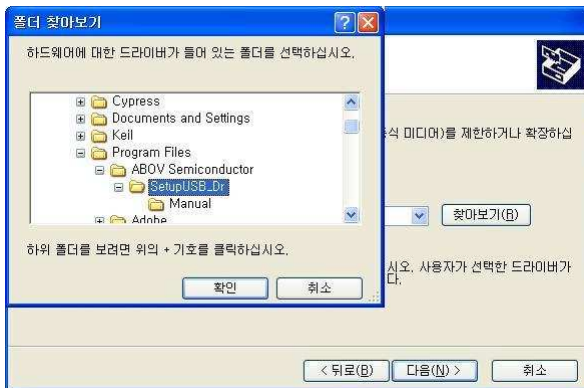 폴더 찾아보기
하드웨어에 대한 드라이버가 들어 있는 폴더를 선택하십시오.
Cypress
Documents and Settings
Keil
Program Files
ABOV Semiconductor
SetupUSB_Dr
Manual
Adobe
하위 폴더를 보려면 위의 + 기호를 클릭하십시오.
확인 취소
식 미디어)를 제한하거나 확장하십
찾아보기(R)
시오. 사용자가 선택한 드라이버가
다.
< 뒤로(B) 다음(N) > 취소